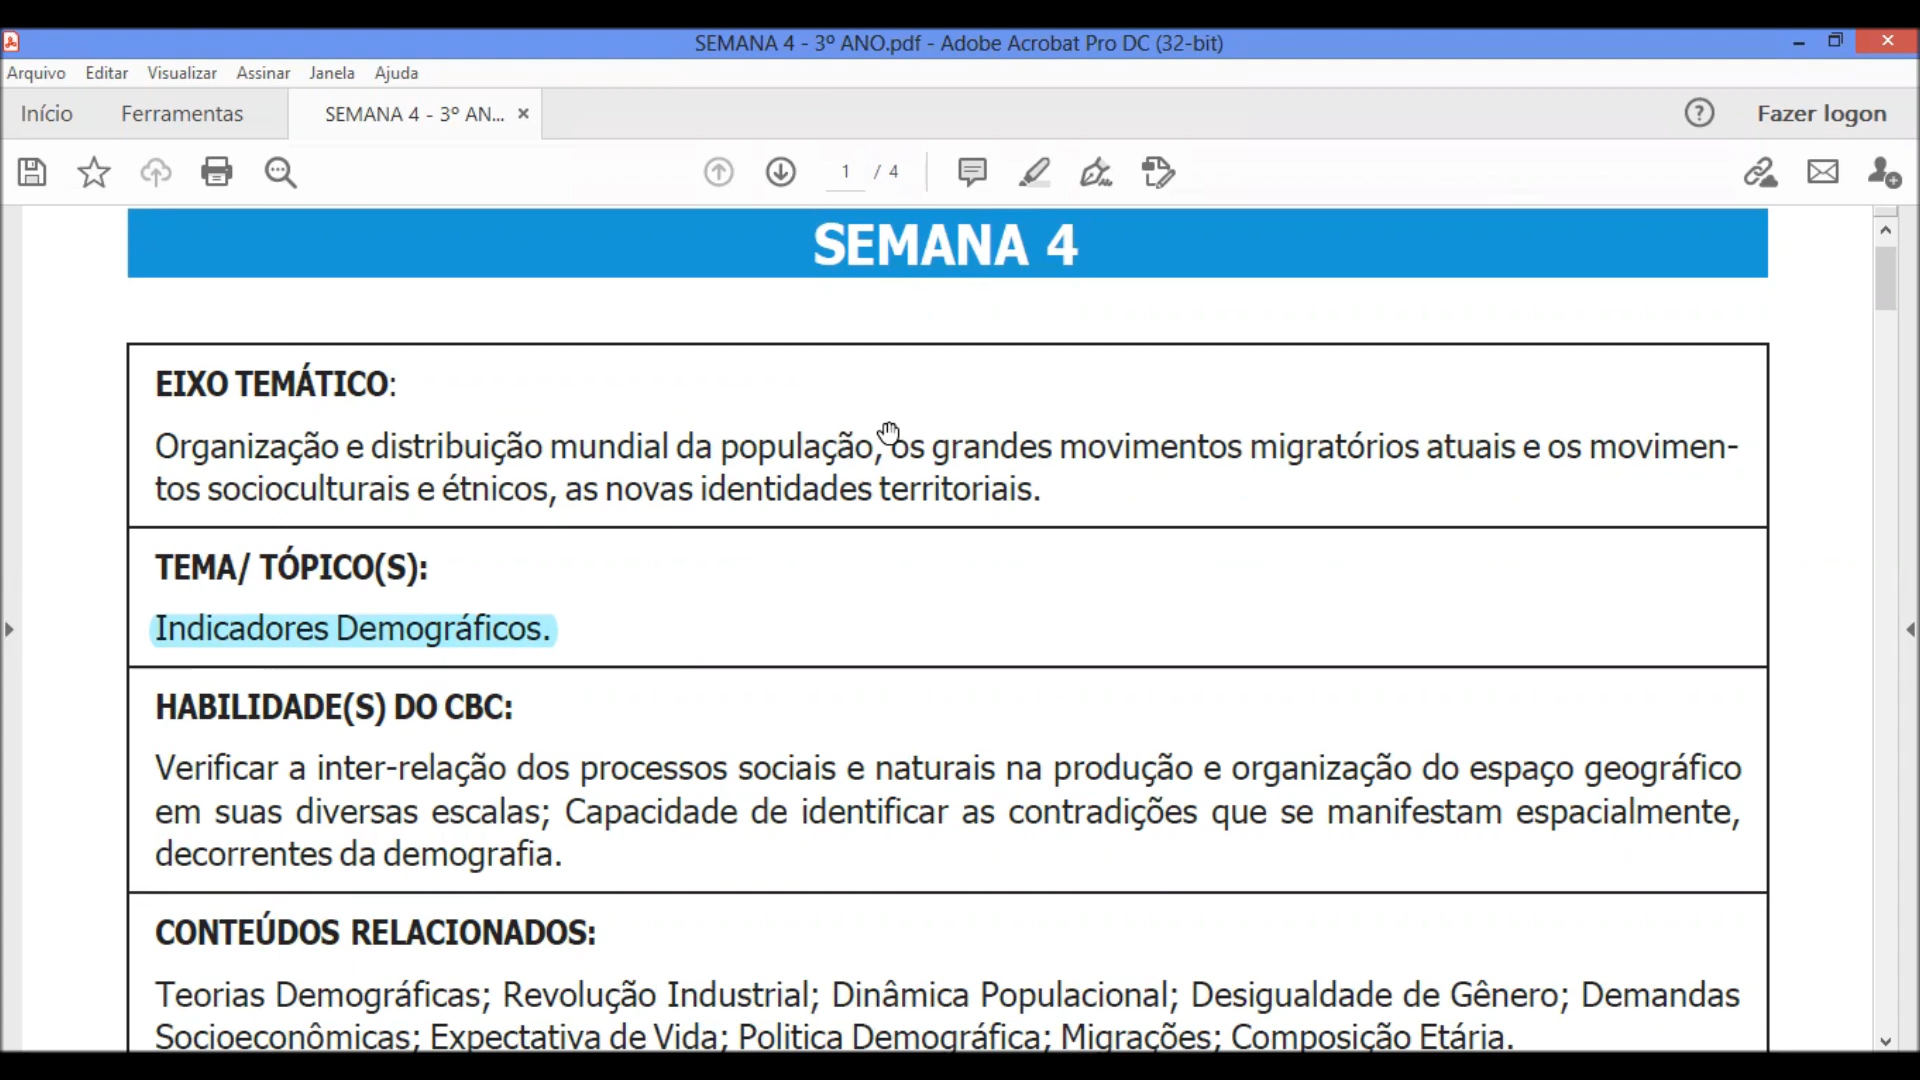 SEMANA 4 - 3º ANO.pdf - Adobe Acrobat Pro DC (32-bit)
Arquivo Editar Visualizar Assinar Janela Ajuda
Início Ferramentas SEMANA 4 - 3º AN... Fazer logon
1 / 4
SEMANA 4
EIXO TEMÁTICO:
Organização e distribuição mundial da população, os grandes movimentos migratórios atuais e os movimen-
tos socioculturais e étnicos, as novas identidades territoriais.
TEMA/ TÓPICO(S):
Indicadores Demográficos.
HABILIDADE(S) DO CBC:
Verificar a inter-relação dos processos sociais e naturais na produção e organização do espaço geográfico
em suas diversas escalas; Capacidade de identificar as contradições que se manifestam espacialmente,
decorrentes da demografia.
CONTEÚDOS RELACIONADOS:
Teorias Demográficas; Revolução Industrial; Dinâmica Populacional; Desigualdade de Gênero; Demandas
Socioeconômicas; Expectativa de Vida; Politica Demográfica; Migrações; Composição Etária.